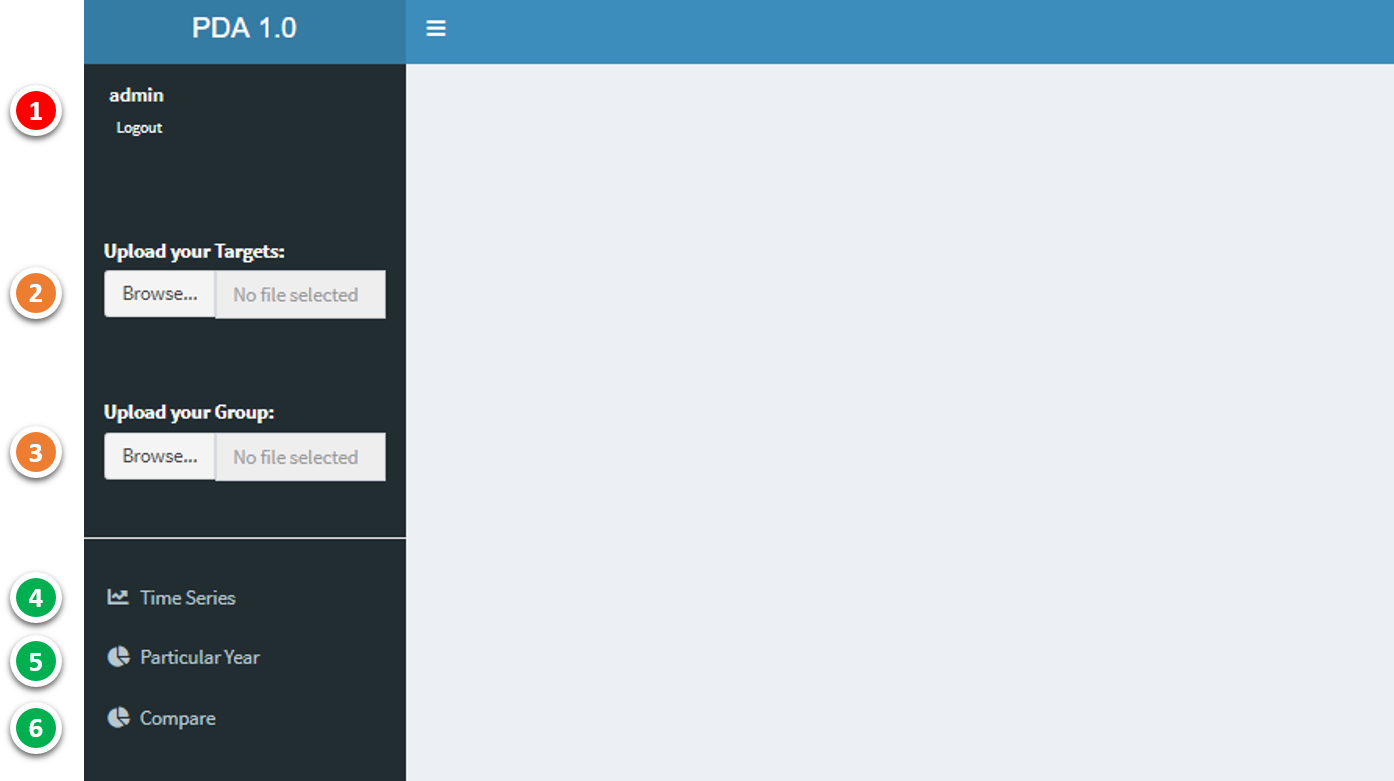 PDA 1.0
1
admin
Logout
Upload your Targets:
2
Browse... No file selected
Upload your Group:
3
Browse... No file selected
4
Time Series
5
Particular Year
6
Compare